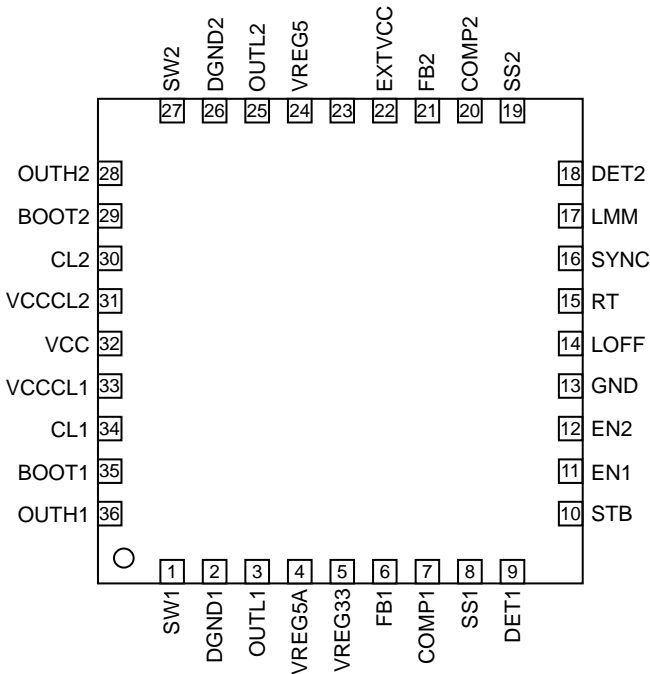 SW2
DGND2
OUTL2
VREG5
EXTVCC
FB2
COMP2
SS2
27 26 25 24 23 22 21 20 19
OUTH2 28
BOOT2 29
CL2 30
VCCCL2 31
VCC 32
VCCCL1 33
CL1 34
BOOT1 35
OUTH1 36
18 DET2
17 LMM
16 SYNC
15 RT
14 LOFF
13 GND
12 EN2
11 EN1
10 STB
1 2 3 4 5 6 7 8 9
SW1
DGND1
OUTL1
VREG5A
VREG33
FB1
COMP1
SS1
DET1